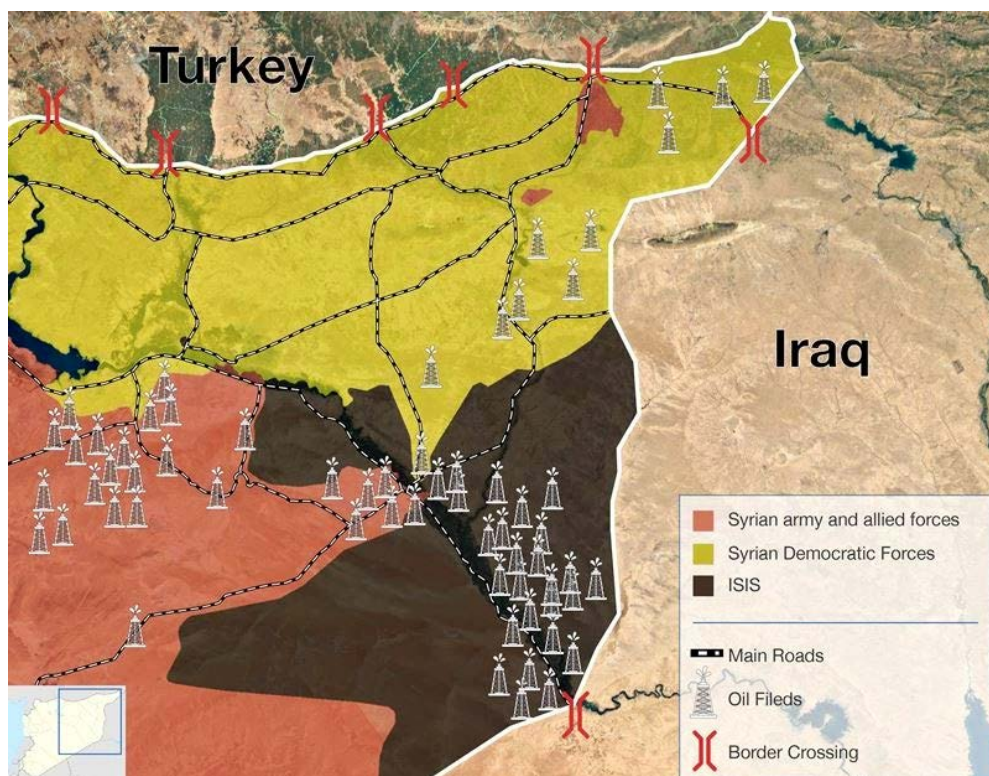 Turkey
Iraq
Syrian army and allied forces
Syrian Democratic Forces
ISIS
Main Roads
Oil Fileds
Border Crossing